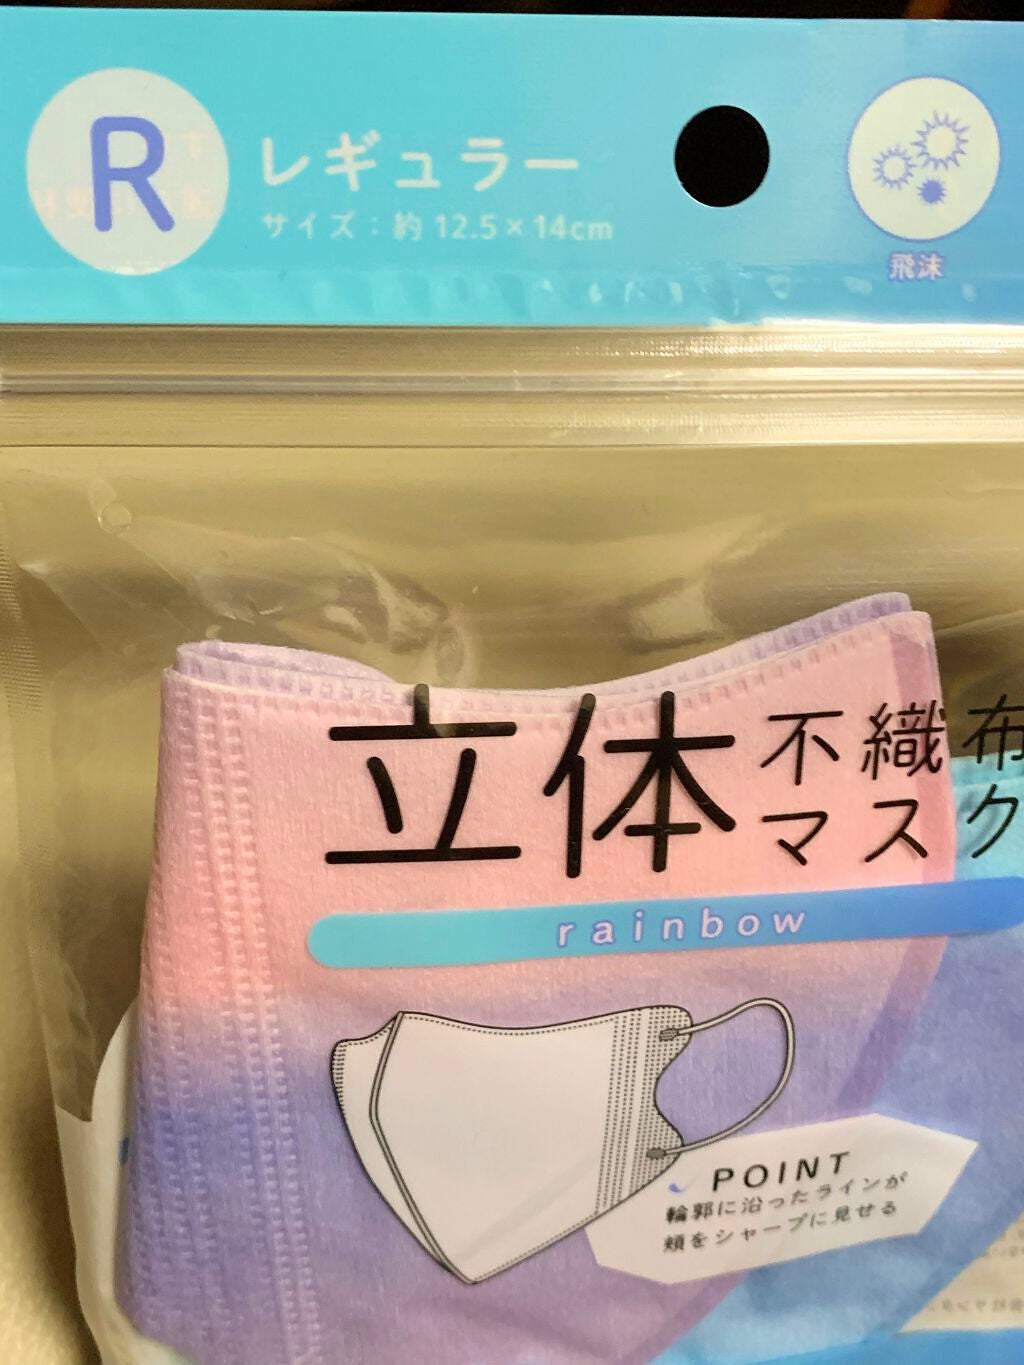 R
レギュラー
サイズ：約12.5×14cm
飛沫
立体
不織布
マスク
rainbow
POINT
輪郭に沿ったラインが
頬をシャープに見せる